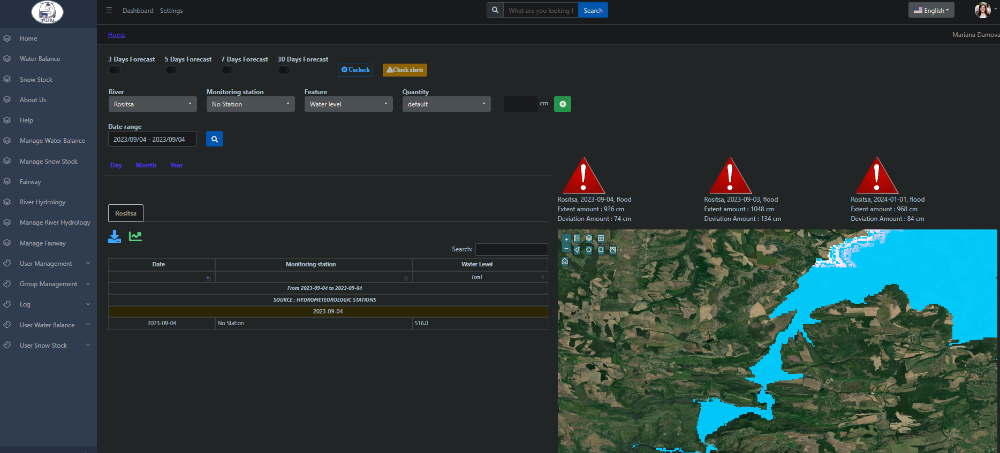 MOZAIKA
Dashboard Settings
What are you looking f
Search
English
Home
Mariana Damova
Home
Water Balance
Snow Stock
About Us
Help
Manage Water Balance
Manage Snow Stock
Fairway
River Hydrology
Manage River Hydrology
Manage Fairway
User Management
Group Management
Log
User Water Balance
User Snow Stock
3 Days Forecast 5 Days Forecast 7 Days Forecast 30 Days Forecast
Uncheck
Check alerts
River Monitoring station Feature Quantity
Rositsa No Station Water level default cm
Date range
2023/09/04 - 2023/09/04
Day Month Year
Rositsa, 2023-09-04, flood
Extent amount : 926 cm
Deviation Amount : 74 cm
Rositsa, 2023-09-03, flood
Extent amount : 1048 cm
Deviation Amount : 134 cm
Rositsa, 2024-01-01, flood
Extent amount : 968 cm
Deviation Amount : 84 cm
Rositsa
Search:
Date Monitoring station Water Level
[cm]
From 2023-09-04 to 2023-09-04
SOURCE : HYDROMETEOROLOGIC STATIONS
2023-09-04
2023-09-04 No Station 516.0